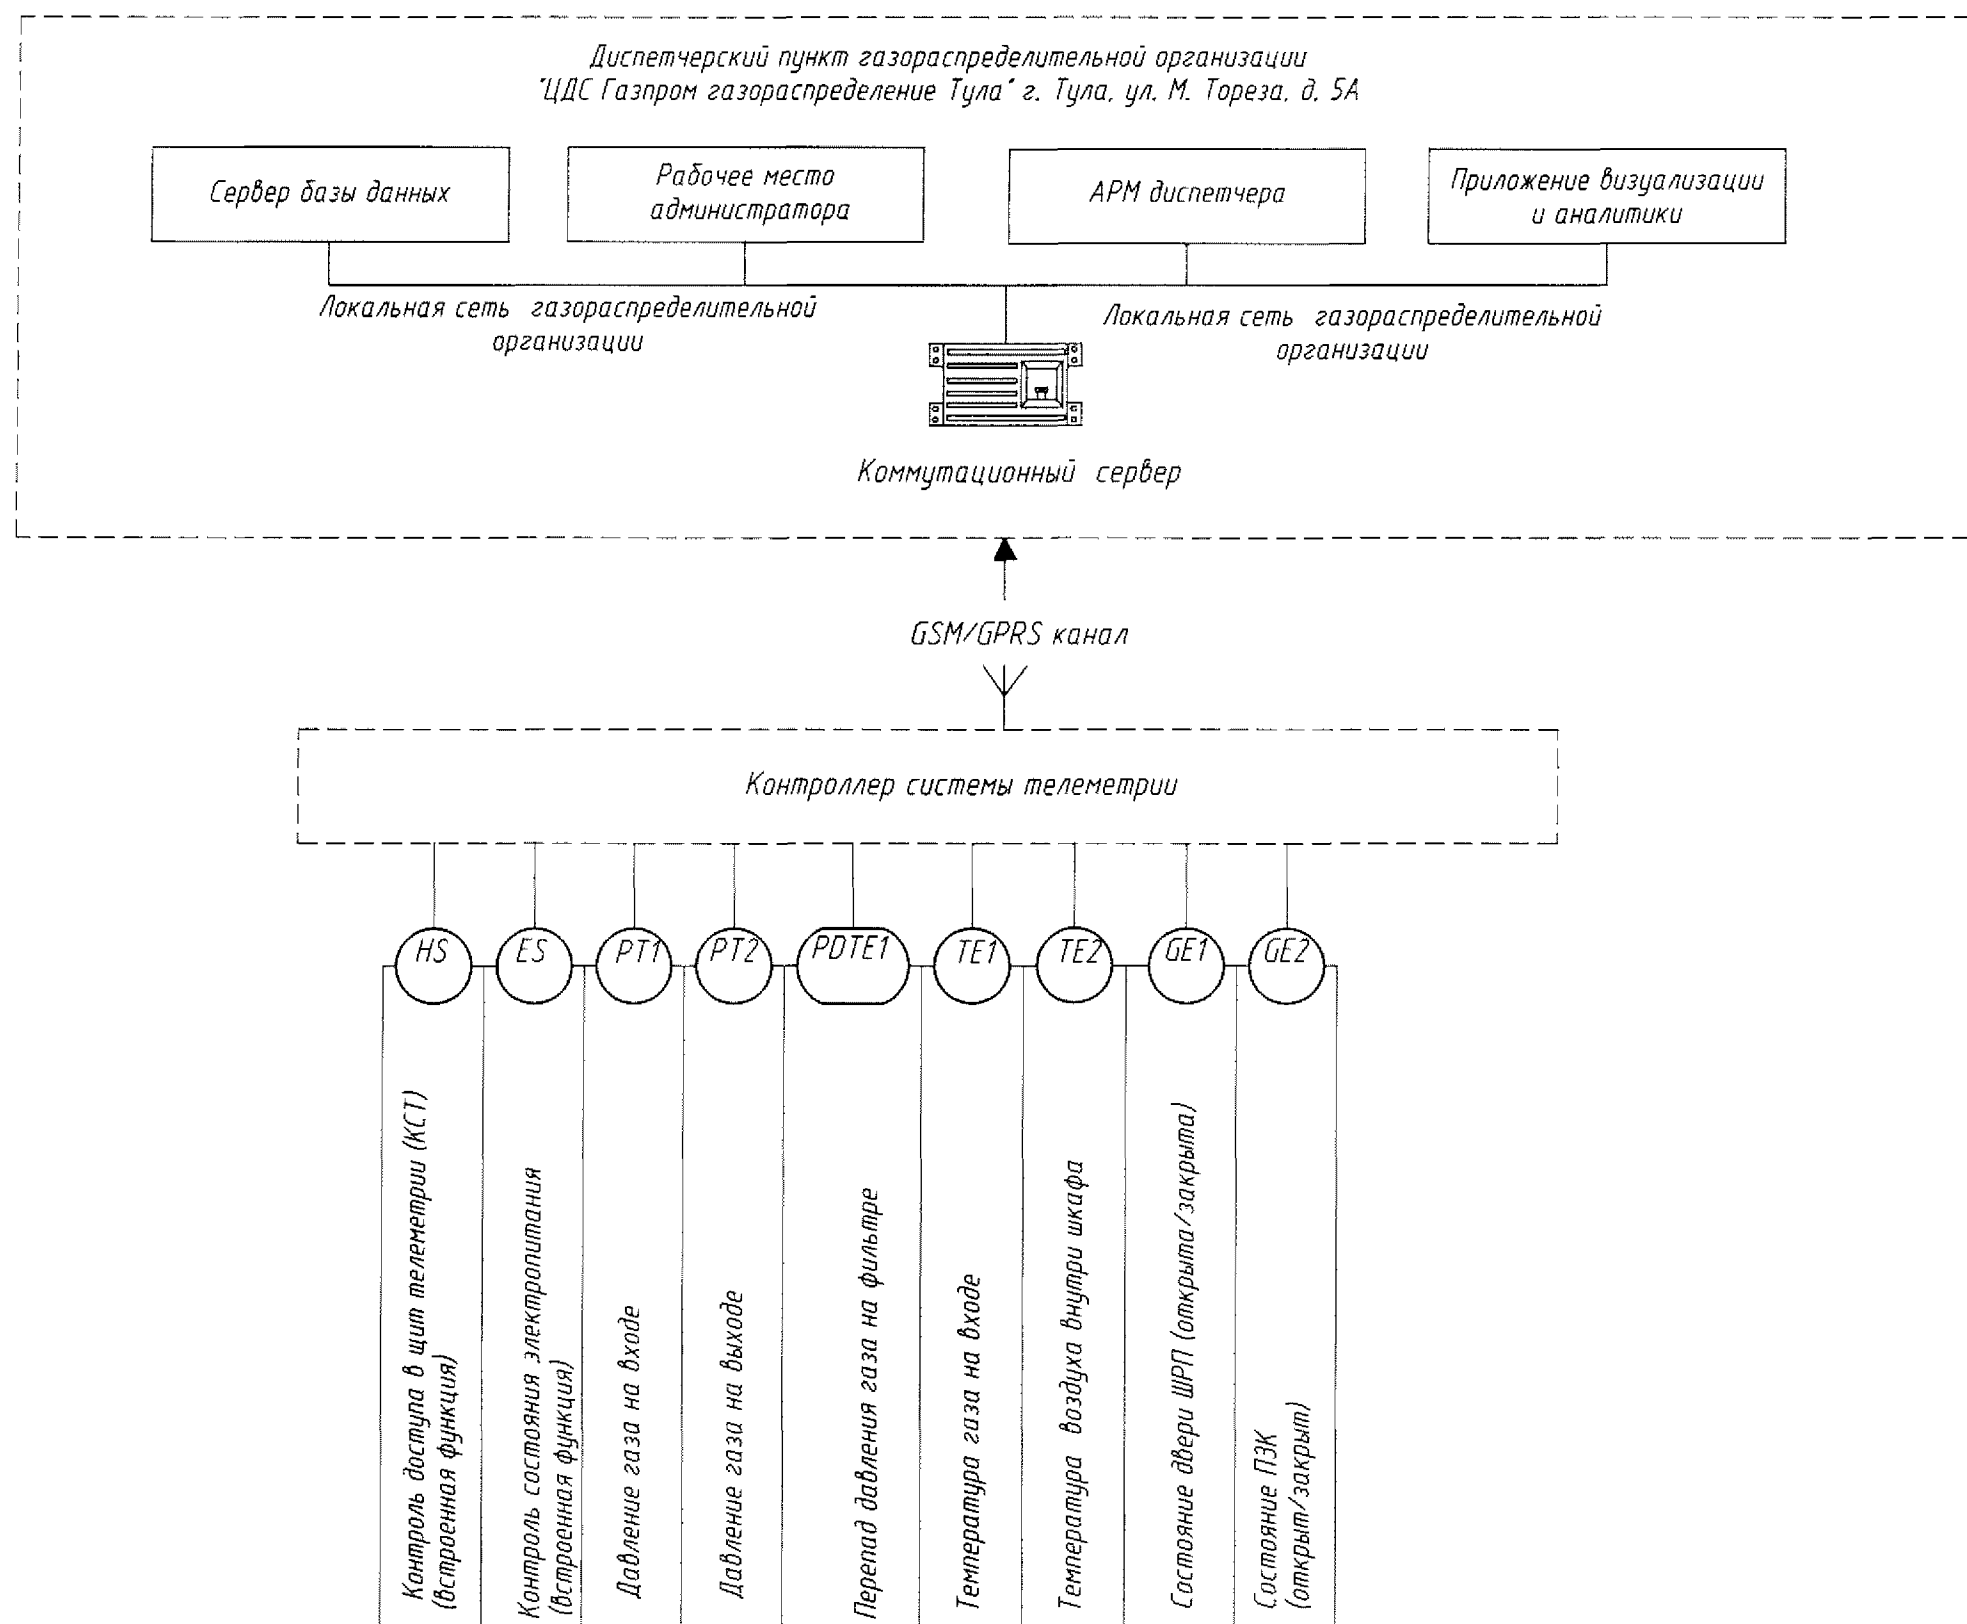 Диспетчерский пункт газораспределительной организации
"ЦДС Газпром газораспределение Тула" г. Тула, ул. М. Тореза, д. 5А
Сервер базы данных
Рабочее место
администратора
АРМ диспетчера
Приложение визуализации
и аналитики
Локальная сеть газораспределительной
организации
Локальная сеть газораспределительной
организации
Коммутационный сервер
GSM/GPRS канал
Контроллер системы телеметрии
HS
ES
PT1
PT2
PDTE1
TE1
TE2
GE1
GE2
Контроль доступа в щит телеметрии (КСТ)
(встроенная функция)
Контроль состояния электропитания
(встроенная функция)
Давление газа на входе
Давление газа на выходе
Перепад давления газа на фильтре
Температура газа на входе
Температура воздуха внутри шкафа
Состояние двери ШРП (открыта/закрыта)
Состояние ПЗК
(открыт/закрыт)